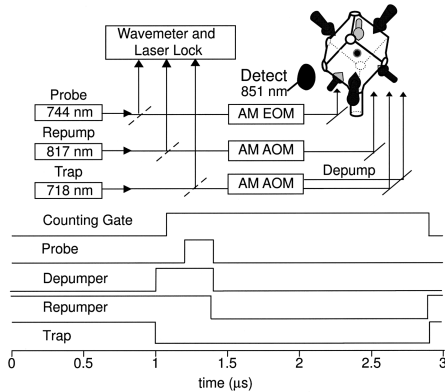 Wavemeter and
Laser Lock
Probe
744 nm
Repump
817 nm
Trap
718 nm
AM EOM
AM AOM
AM AOM
Detect
851 nm
Depump
Counting Gate
Probe
Depumper
Repumper
Trap
0 0.5 1 1.5 2 2.5 3
time (μs)